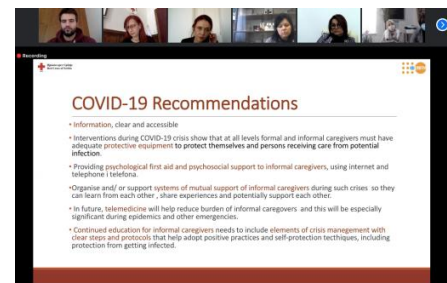 Recording
COVID-19 Recommendations
• Information, clear and accessible
• Interventions during COVID-19 crisis show that at all levels formal and informal caregivers must have
adequate protective equipment to protect themselves and persons receiving care from potential
infection.
• Providing psychological first aid and psychosocial support to informal caregivers, using internet and
telephone i telefona.
•Organise and/ or support systems of mutual support of informal caregivers during such crises so they
can learn from each other , share experiences and potentially support each other.
• In future, telemedicine will help reduce burden of informal caregovers and this will be especially
significant during epidemics and other emergencies.
• Continued education for informal caregivers needs to include elements of crisis manegement with
clear steps and protocols that help adopt positive practices and self-protection techtiques, including
protection from getting infected.